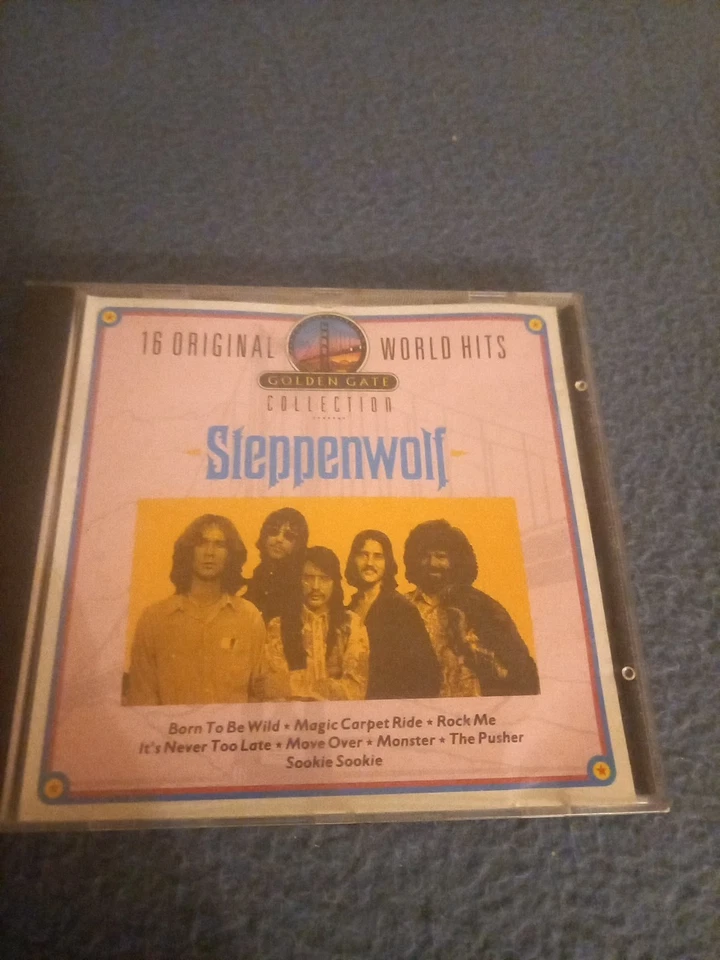 16 ORIGINAL WORLD HITS
GOLDEN GATE
COLLECTION
Steppenwolf
Born To Be Wild ★ Magic Carpet Ride ★ Rock Me
It's Never Too Late ★ Move Over ★ Monster ★ The Pusher
Sookie Sookie